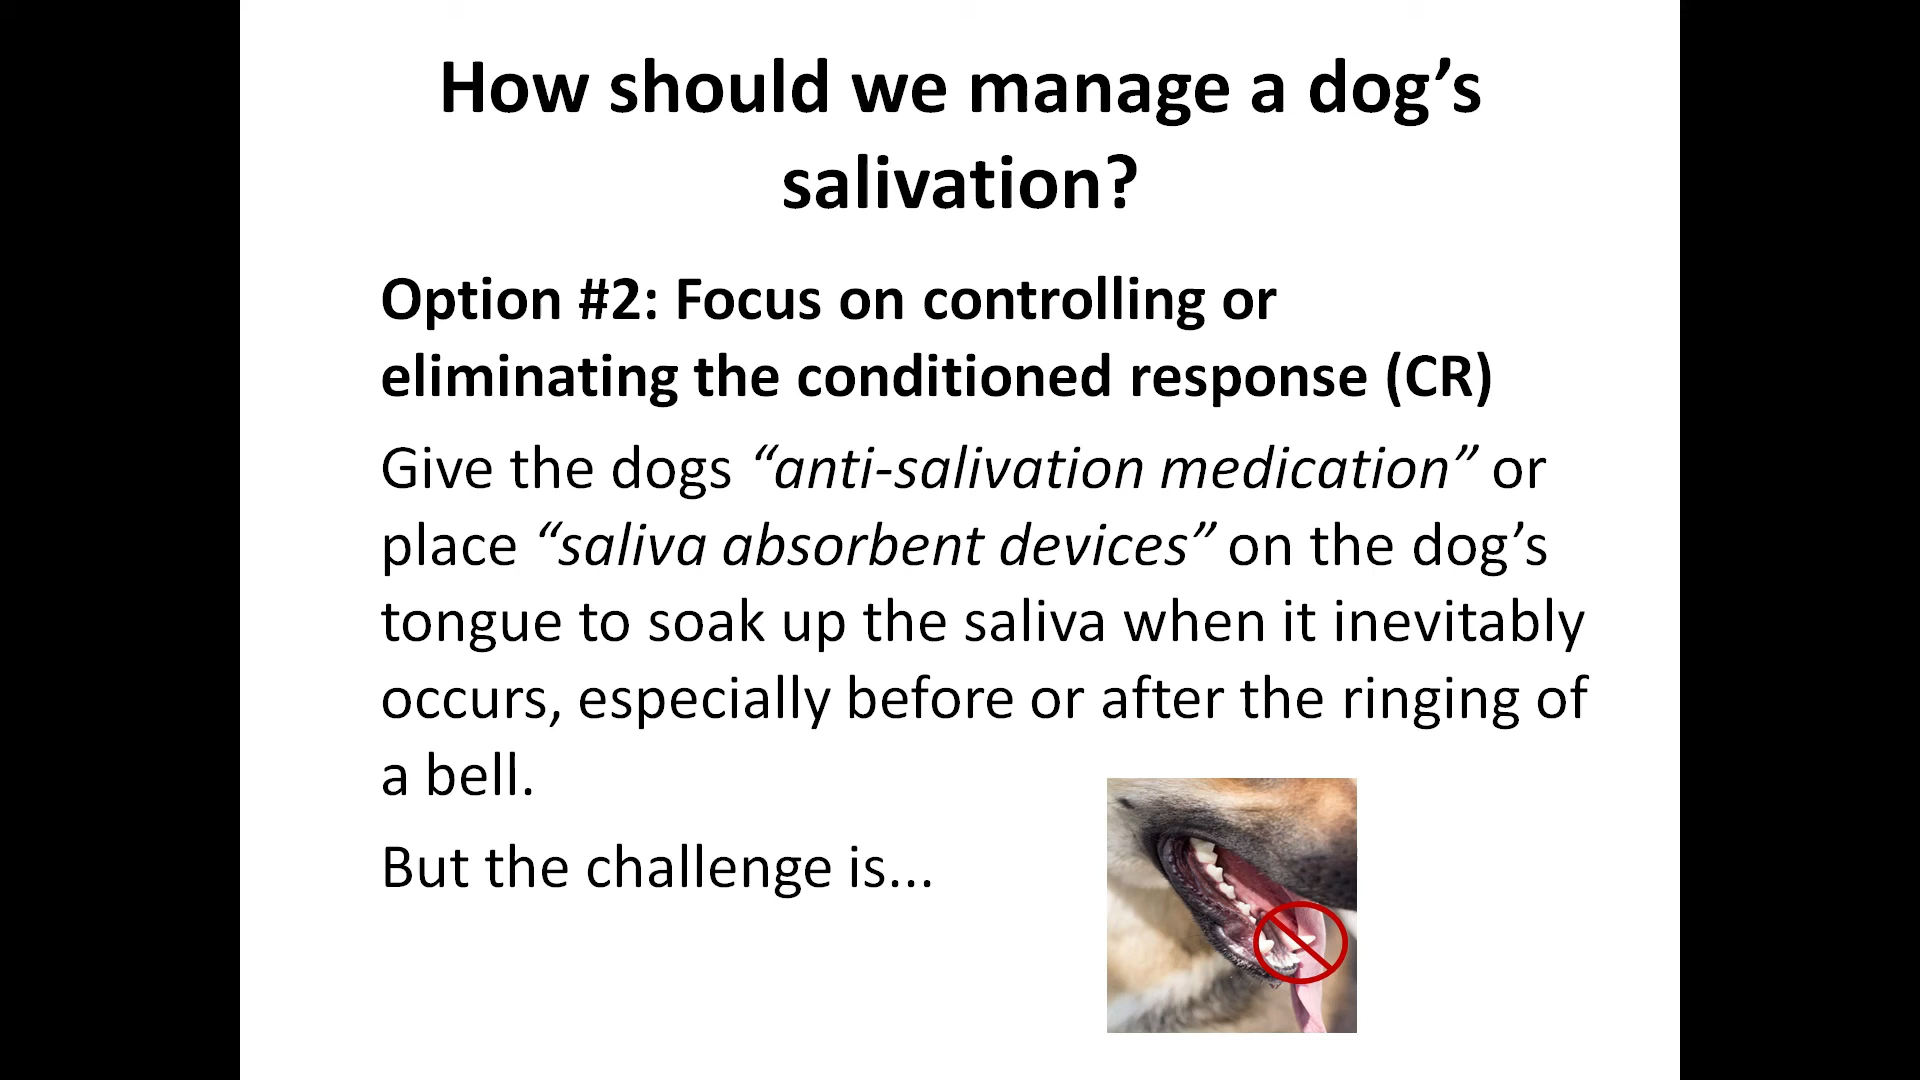 How should we manage a dog’s
salivation?
Option #2: Focus on controlling or
eliminating the conditioned response (CR)
Give the dogs “anti-salivation medication” or
place “saliva absorbent devices” on the dog’s
tongue to soak up the saliva when it inevitably
occurs, especially before or after the ringing of
a bell.
But the challenge is...